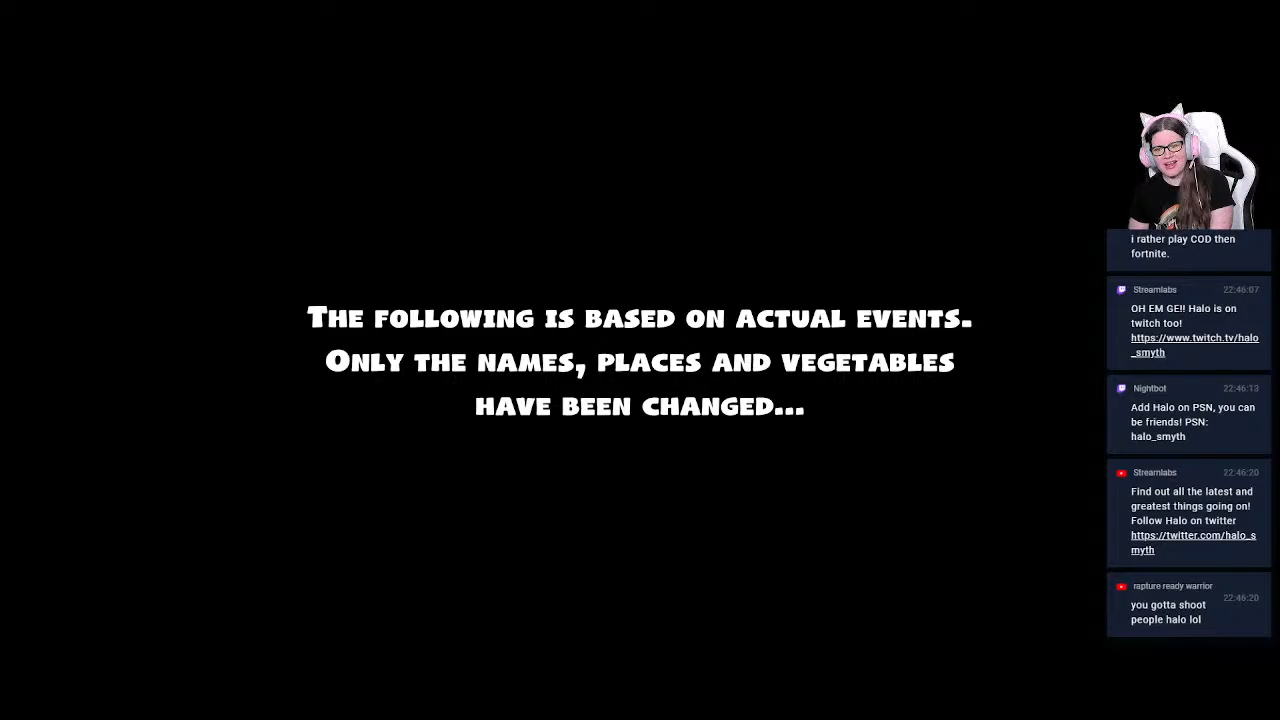 THE FOLLOWING IS BASED ON ACTUAL EVENTS.
ONLY THE NAMES, PLACES AND VEGETABLES
HAVE BEEN CHANGED...
i rather play COD then
fortnite.
Streamlabs 22:46:07
OH EM GE!! Halo is on
twitch too!
https://www.twitch.tv/halo
_smyth
Nightbot 22:46:13
Add Halo on PSN, you can
be friends! PSN:
halo_smyth
Streamlabs 22:46:20
Find out all the latest and
greatest things going on!
Follow Halo on twitter
https://twitter.com/halo_s
myth
rapture ready warrior 22:46:20
you gotta shoot
people halo lol